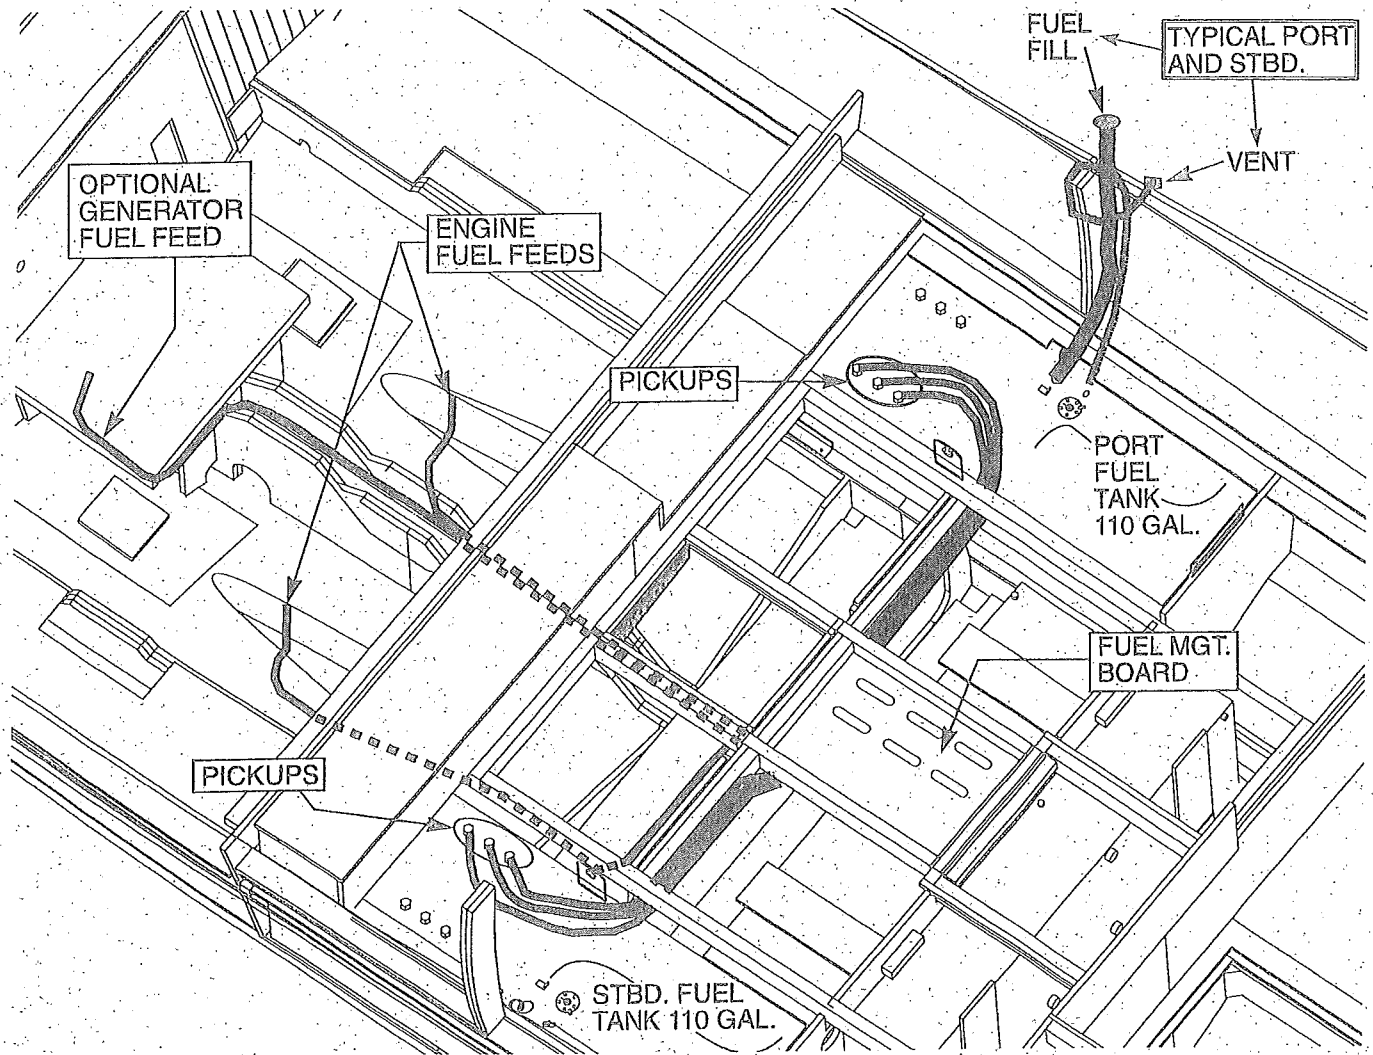 FUEL
FILL
TYPICAL PORT
AND STBD.
VENT
OPTIONAL
GENERATOR
FUEL FEED
ENGINE
FUEL FEEDS
PICKUPS
PORT
FUEL
TANK
110 GAL.
FUEL MGT.
BOARD
PICKUPS
STBD. FUEL
TANK 110 GAL.